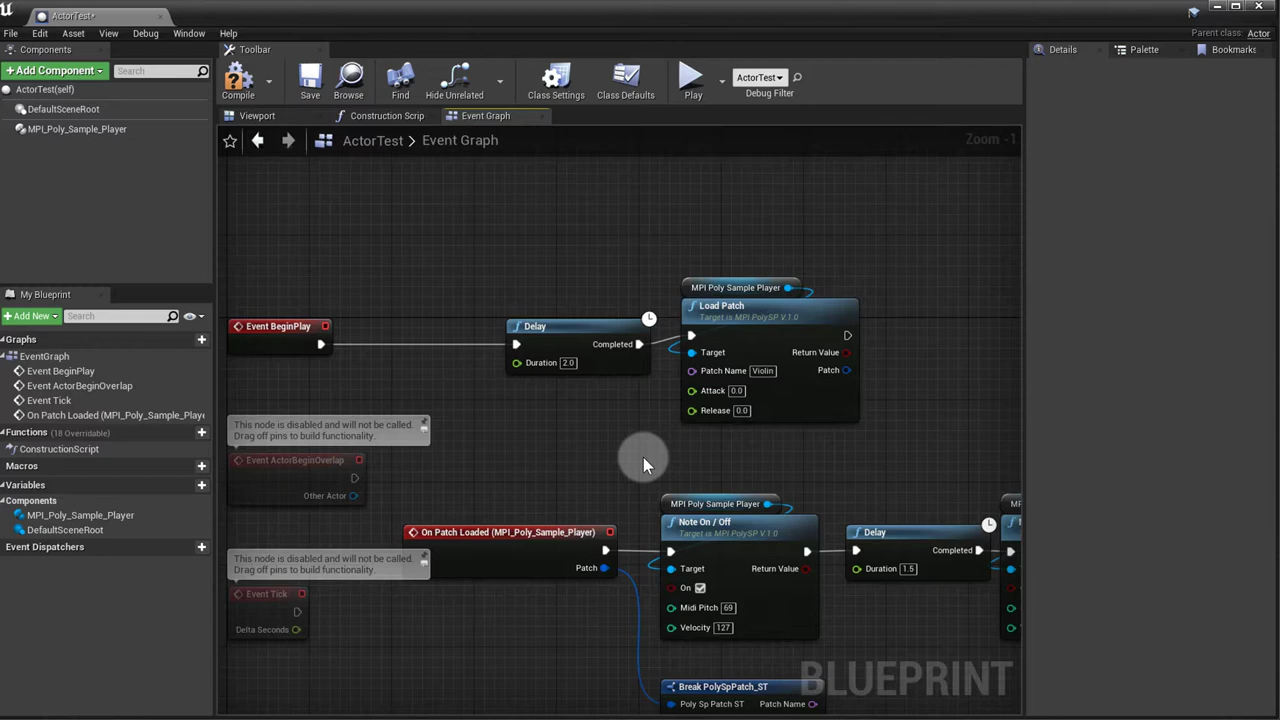 ActorTest*
File Edit Asset View Debug Window Help
Parent class: Actor
Components
Toolbar
Details
Palette
Bookmarks
+Add Component
Search
Compile
Save
Browse
Find
Hide Unrelated
Class Settings
Class Defaults
Play
ActorTest
Debug Filter
ActorTest(self)
DefaultSceneRoot
MPI_Poly_Sample_Player
Viewport
Construction Scrip
Event Graph
ActorTest > Event Graph
Zoom -1
My Blueprint
+Add New
Search
Graphs
EventGraph
Event BeginPlay
Event ActorBeginOverlap
Event Tick
On Patch Loaded (MPI_Poly_Sample_Playe
Functions (18 Overridable)
ConstructionScript
Macros
Variables
Components
MPI_Poly_Sample_Player
DefaultSceneRoot
Event Dispatchers
Event BeginPlay
Delay
Completed
Duration 2.0
MPI Poly Sample Player
Load Patch
Target is MPI PolySP V.1.0
Target
Return Value
Patch Name Violin
Patch
Attack 0.0
Release 0.0
This node is disabled and will not be called.
Drag off pins to build functionality.
Event ActorBeginOverlap
Other Actor
This node is disabled and will not be called.
Drag off pins to build functionality.
Event Tick
Delta Seconds
On Patch Loaded (MPI_Poly_Sample_Player)
Patch
MPI Poly Sample Player
Note On / Off
Target is MPI PolySP V.1.0
Target
Return Value
On
Midi Pitch 69
Velocity 127
Delay
Completed
Duration 1.5
Break PolySpPatch_ST
Poly Sp Patch ST
Patch Name
BLUEPRINT